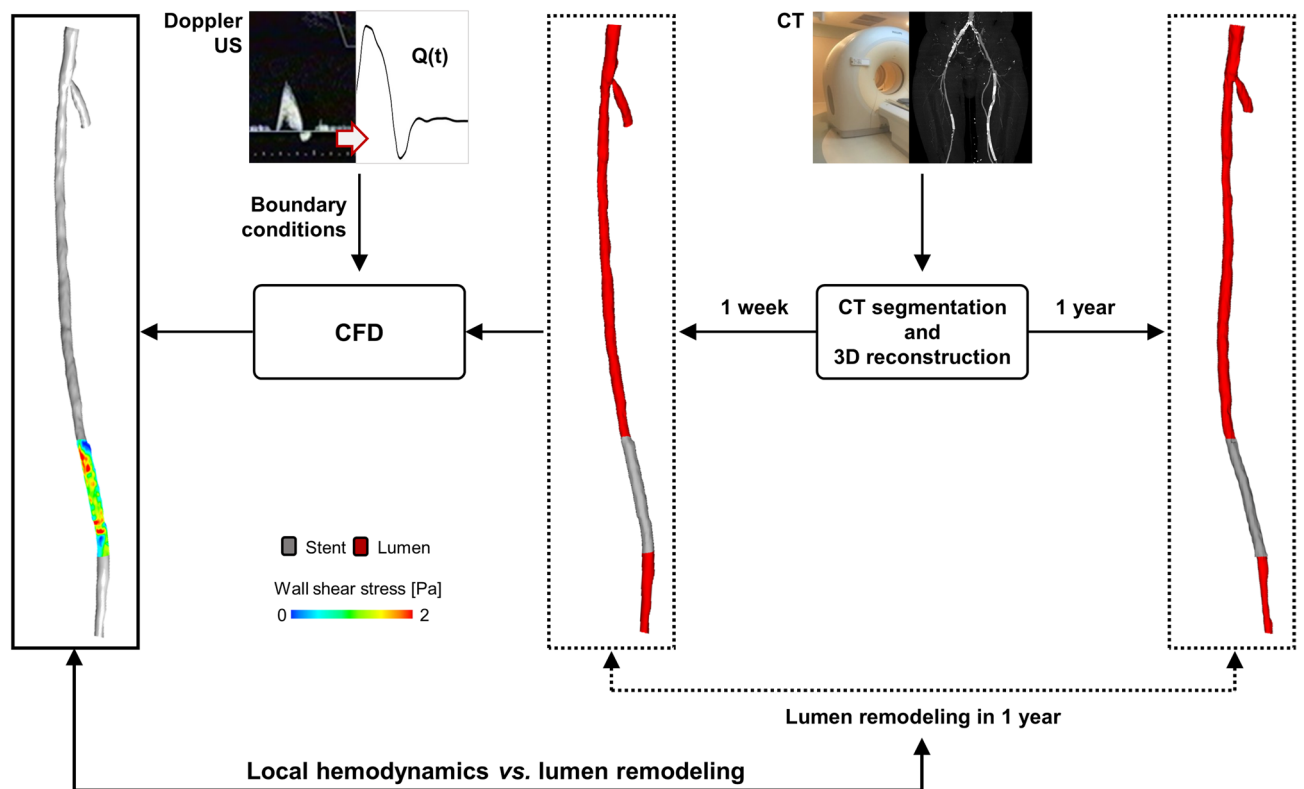 Doppler
US
Q(t)
CT
Boundary
conditions
CFD
1 week
CT segmentation
and
3D reconstruction
1 year
Stent
Lumen
Wall shear stress [Pa]
0
2
Lumen remodeling in 1 year
Local hemodynamics vs. lumen remodeling